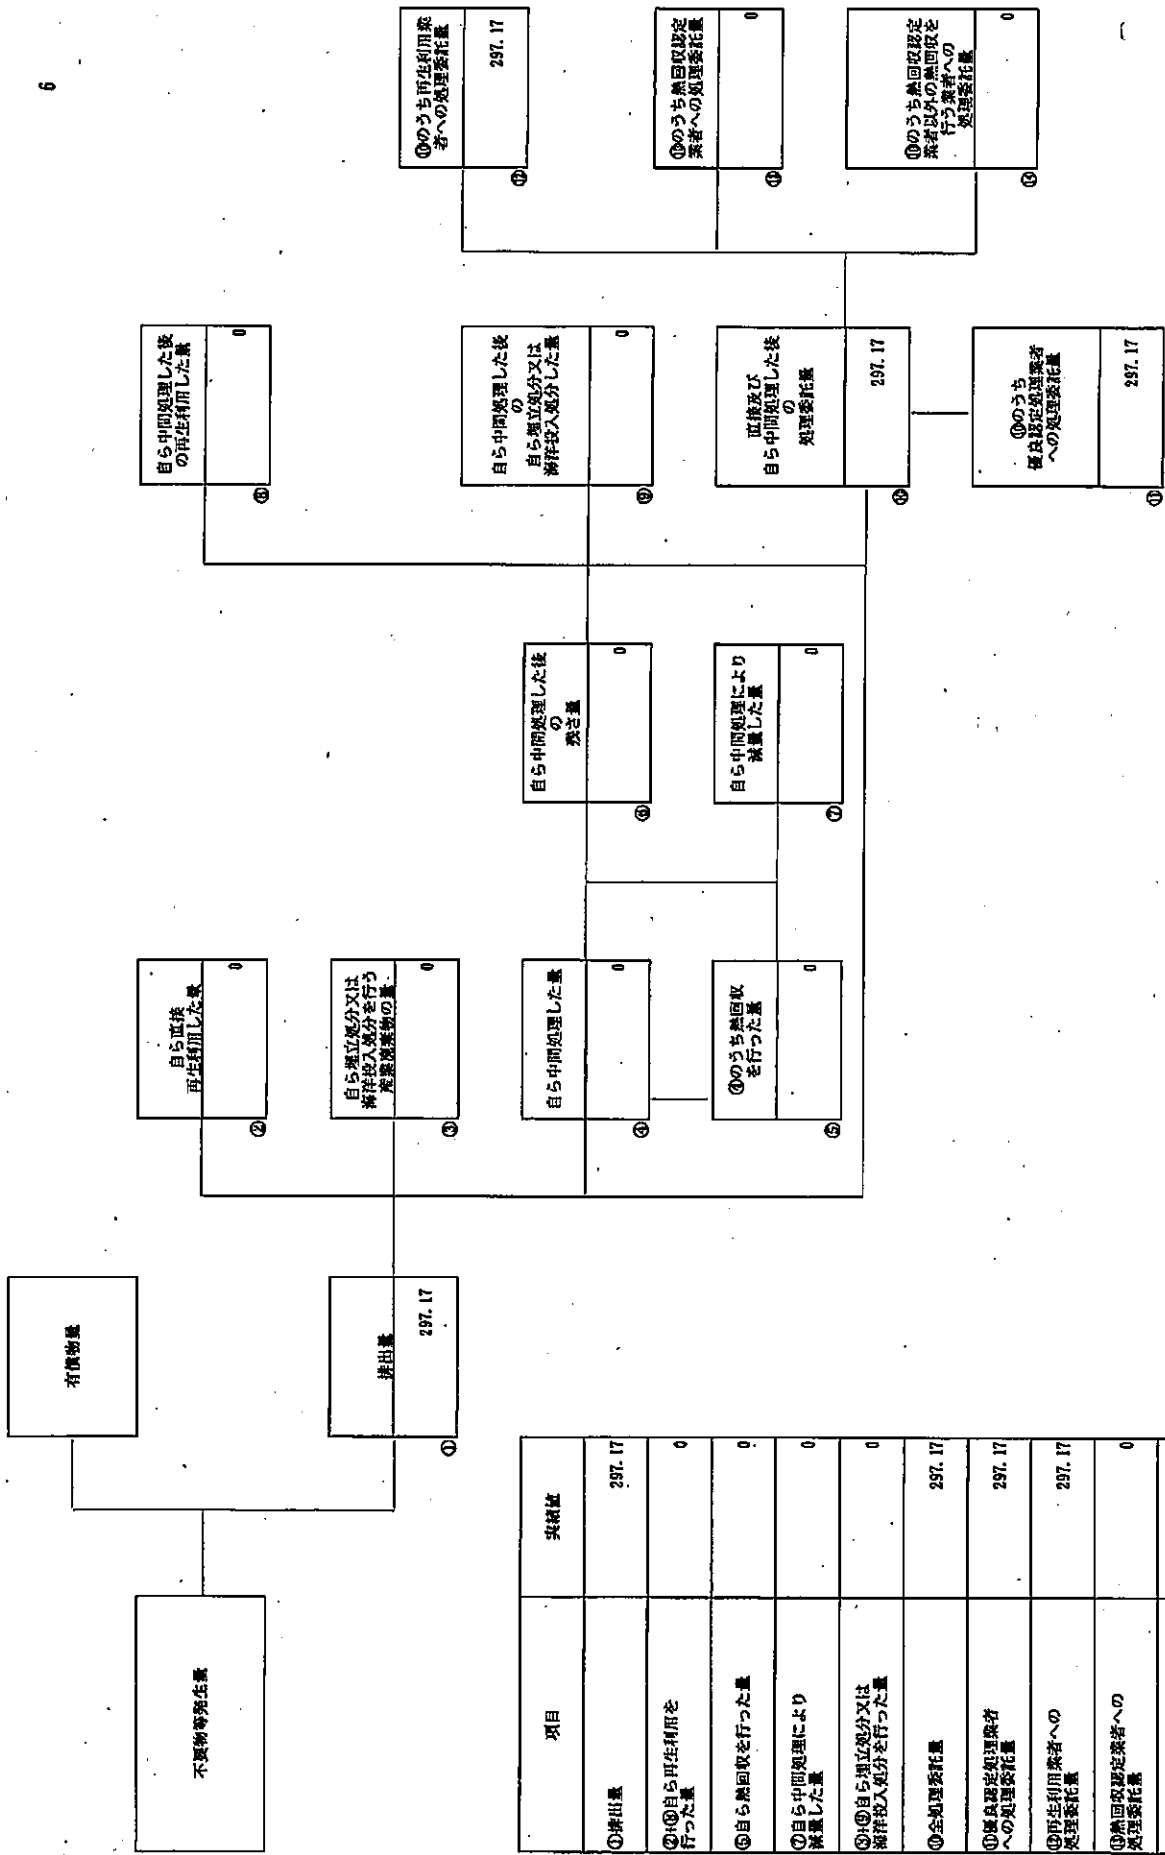 6
不要物等発生量
有償物量
排出量
①
297.17
自ら直接
再生利用した量
②
0
自ら埋立処分又は
海洋投入処分を行う
産業廃棄物の量
③
0
自ら中間処理した量
④
0
④のうち熱回収
を行った量
⑤
0
自ら中間処理した後
の
残さ量
⑥
0
自ら中間処理により
減量した量
⑦
0
自ら中間処理した後
の再生利用した量
⑧
0
自ら中間処理した後
の
自ら埋立処分又は
海洋投入処分した量
⑨
0
直接及び
自ら中間処理した後
の
処理委託量
⑩
297.17
⑩のうち
優良認定処理業者
への処理委託量
⑪
297.17
⑩のうち再生利用業
者への処理委託量
⑫
297.17
⑩のうち熱回収認定
業者への処理委託量
⑬
0
⑩のうち熱回収認定
業者以外の熱回収を
行う業者への
処理委託量
⑭
0
項目 実績値
①排出量 297.17
②+⑧自ら再生利用を
行った量 0
⑤自ら熱回収を行った量 0
⑦自ら中間処理により
減量した量 0
③+⑨自ら埋立処分又は
海洋投入処分を行った量 0
⑩全処理委託量 297.17
⑪優良認定処理業者
への処理委託量 297.17
⑫再生利用業者への
処理委託量 297.17
⑬熱回収認定業者への
処理委託量 0